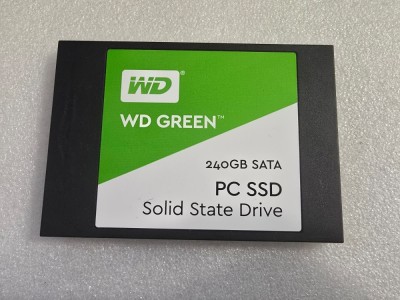 WD
WD GREEN™
240GB SATA
PC SSD
Solid State Drive